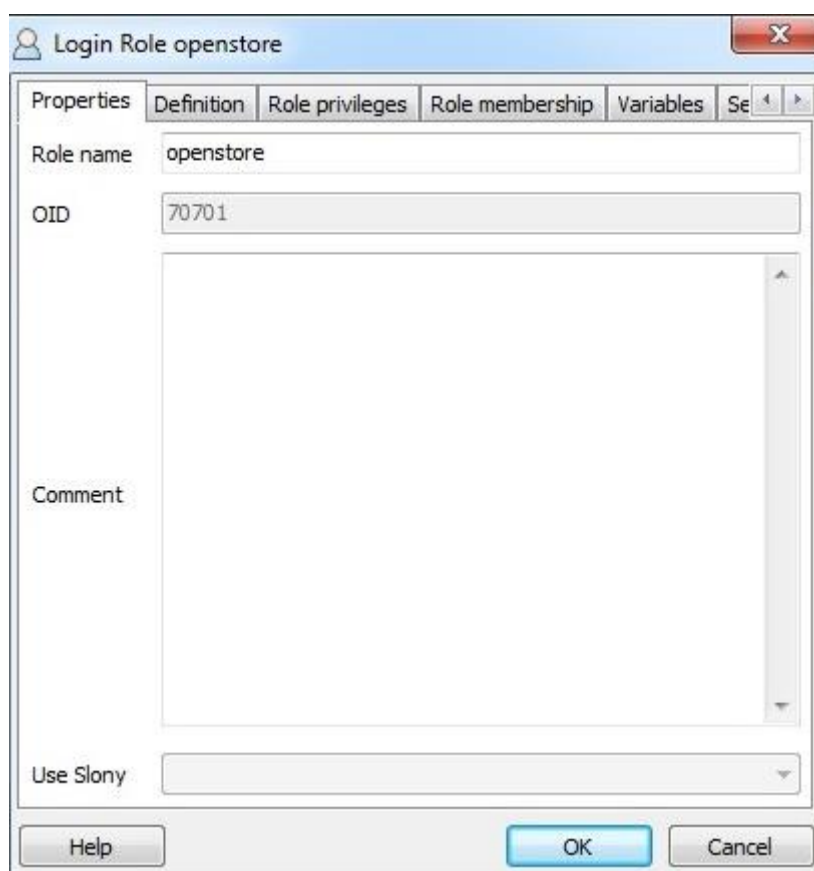 Login Role openstore
Properties Definition Role privileges Role membership Variables Se
Role name openstore
OID 70701
Comment
Use Slony
Help OK Cancel